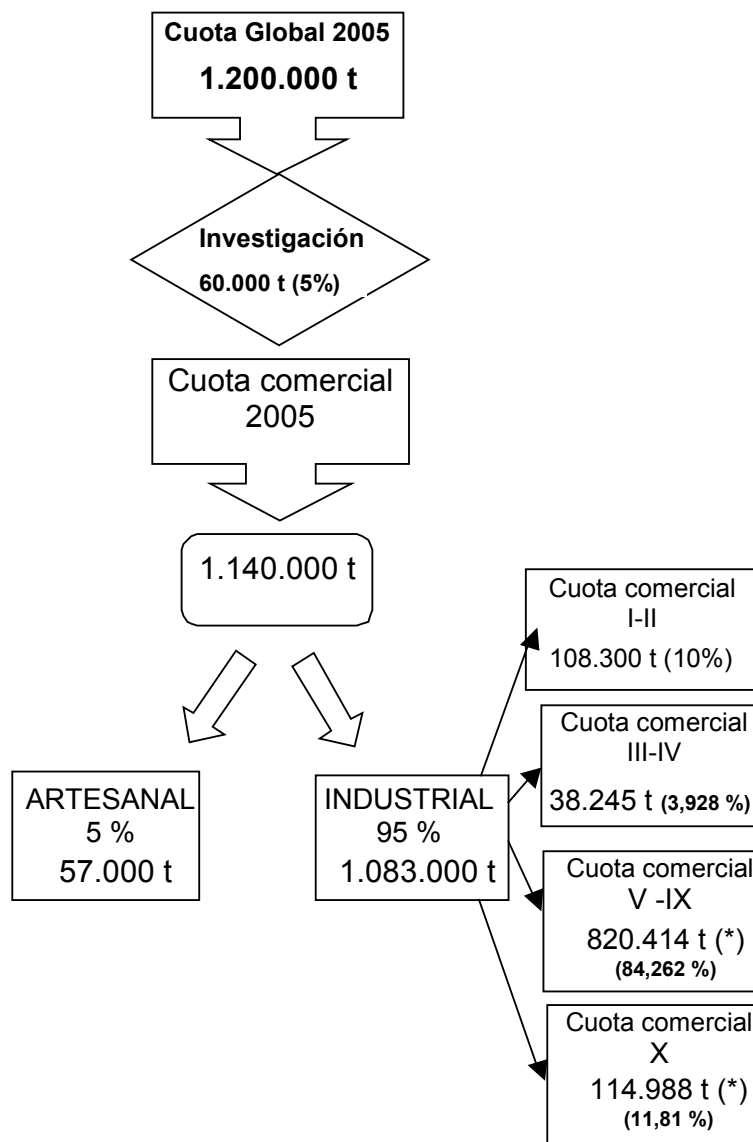 Cuota Global 2005
1.200.000 t
Investigación
60.000 t (5%)
Cuota comercial
2005
1.140.000 t
ARTESANAL
5 %
57.000 t
INDUSTRIAL
95 %
1.083.000 t
Cuota comercial
I-II
108.300 t (10%)
Cuota comercial
III-IV
38.245 t (3,928 %)
Cuota comercial
V -IX
820.414 t (*)
(84,262 %)
Cuota comercial
X
114.988 t (*)
(11,81 %)